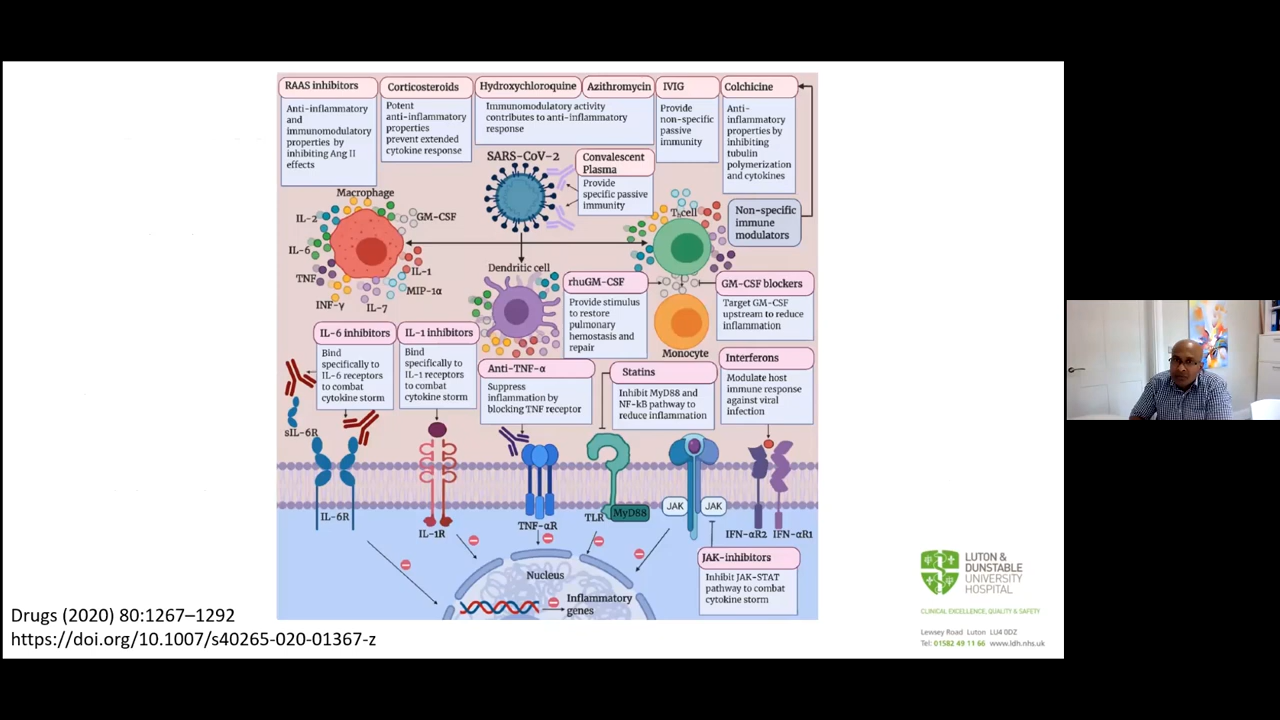 RAAS inhibitors
Anti-inflammatory
and
immunomodulatory
properties by
inhibiting Ang II
effects
Corticosteroids
Potent
anti-inflammatory
properties
prevent extended
cytokine response
Hydroxychloroquine
Azithromycin
Immunomodulatory activity
contributes to anti-inflammatory
response
IVIG
Provide
non-specific
passive
immunity
Colchicine
Anti-
inflammatory
properties by
inhibiting
tubulin
polymerization
and cytokines
SARS-CoV-2
Convalescent
Plasma
Provide
specific passive
immunity
Non-specific
immune
modulators
Macrophage
IL-2
GM-CSF
IL-6
TNF
IL-1
MIP-1α
INF-γ
IL-7
T cell
Dendritic cell
rhuGM-CSF
Provide stimulus
to restore
pulmonary
hemostasis and
repair
Monocyte
GM-CSF blockers
Target GM-CSF
upstream to reduce
inflammation
IL-6 inhibitors
Bind
specifically to
IL-6 receptors
to combat
cytokine storm
IL-1 inhibitors
Bind
specifically to
IL-1 receptors
to combat
cytokine storm
Anti-TNF-α
Suppress
inflammation by
blocking TNF receptor
Statins
Inhibit MyD88 and
NF-kB pathway to
reduce inflammation
Interferons
Modulate host
immune response
against viral
infection
sIL-6R
IL-6R
IL-1R
TNF-αR
TLR
MyD88
JAK
JAK
IFN-αR2
IFN-αR1
JAK-inhibitors
Inhibit JAK-STAT
pathway to combat
cytokine storm
Nucleus
Inflammatory
genes
Drugs (2020) 80:1267–1292
https://doi.org/10.1007/s40265-020-01367-z
LUTON &
DUNSTABLE
UNIVERSITY
HOSPITAL
CLINICAL EXCELLENCE, QUALITY & SAFETY
Lewsey Road Luton LU4 0DZ
Tel: 01582 49 11 66 www.ldh.nhs.uk